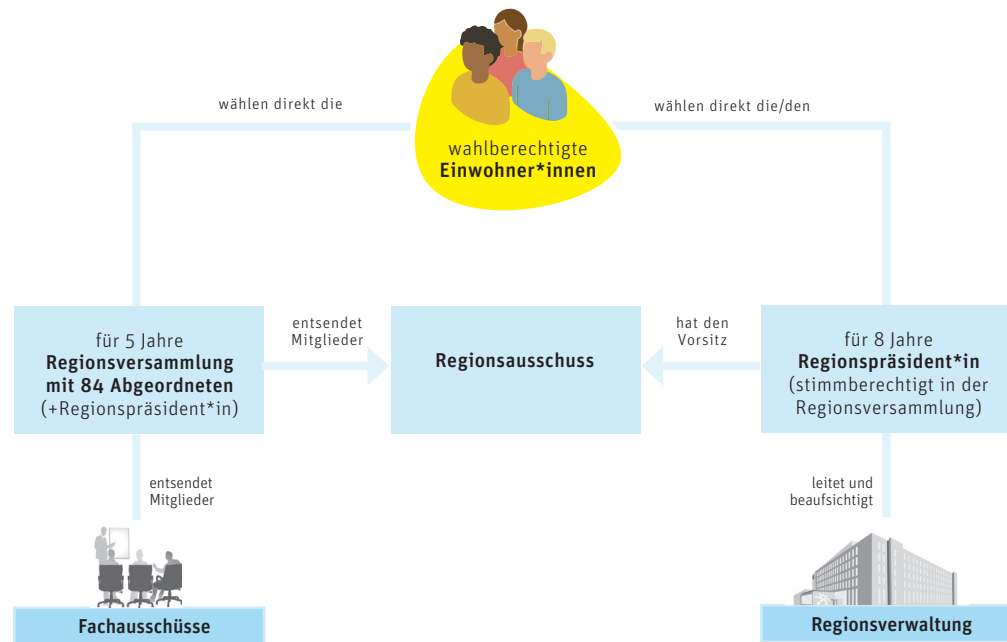 wählen direkt die
wählen direkt die/den
wahlberechtigte
Einwohner*innen
für 5 Jahre
Regionsversammlung
mit 84 Abgeordneten
(+Regionspräsident*in)
entsendet
Mitglieder
Regionsausschuss
hat den
Vorsitz
für 8 Jahre
Regionspräsident*in
(stimmberechtigt in der
Regionsversammlung)
entsendet
Mitglieder
leitet und
beaufsichtigt
Fachausschüsse
Regionsverwaltung